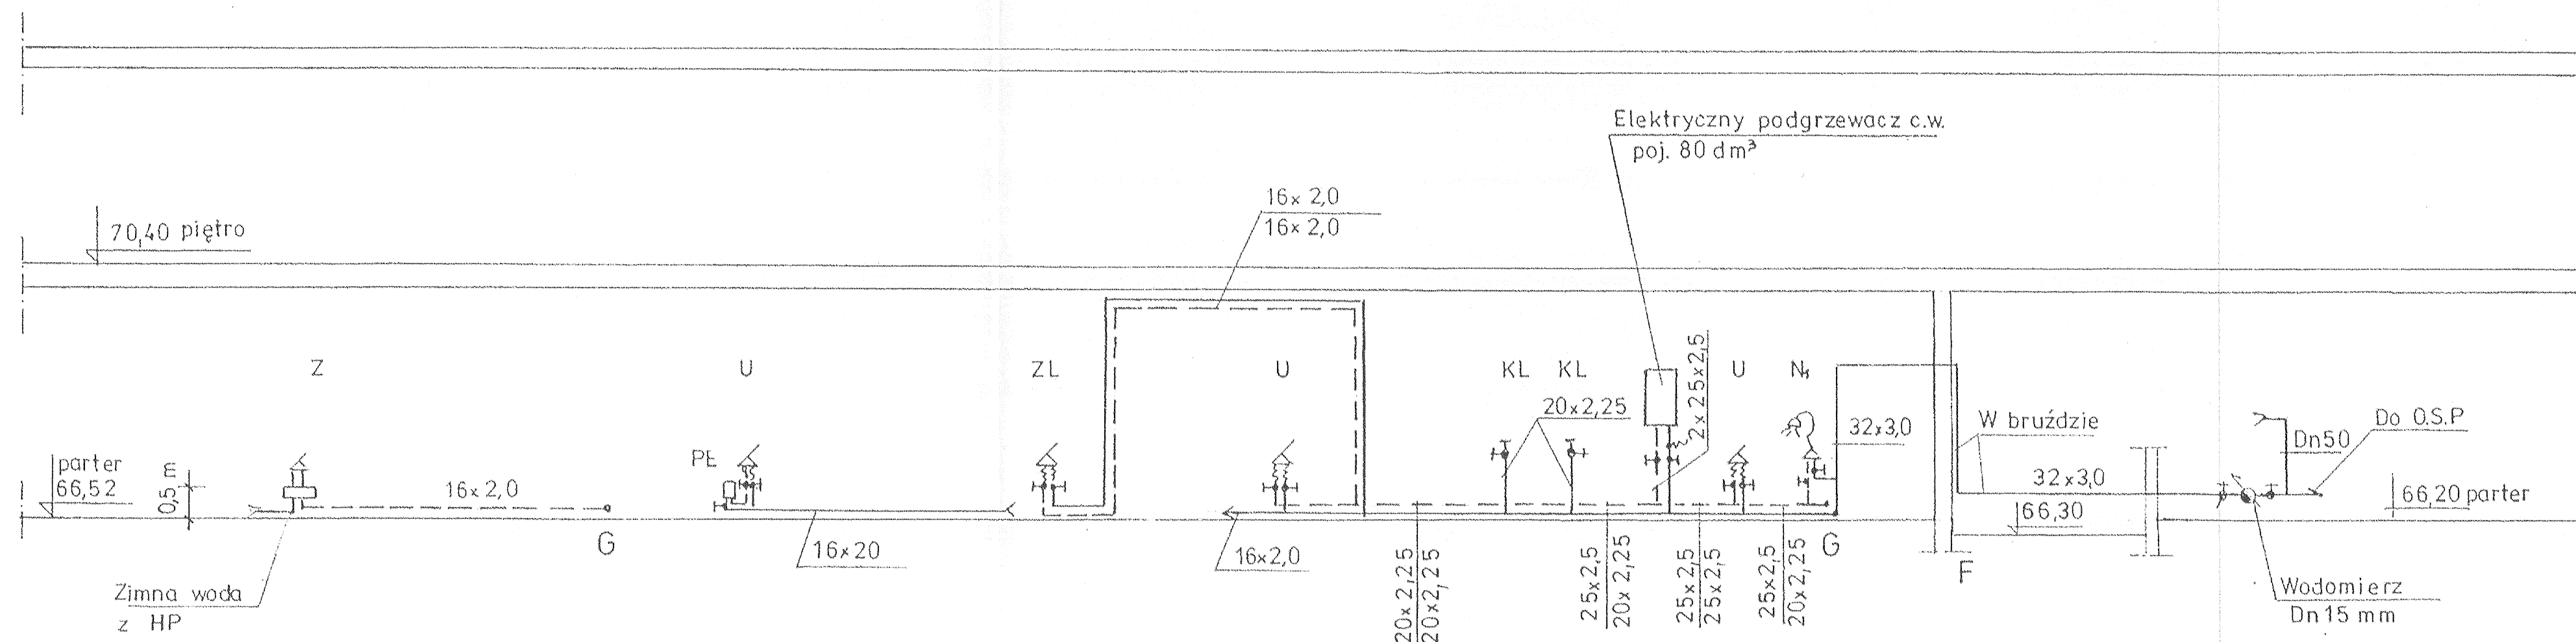 Elektryczny podgrzewacz c.w.
poj. 80 dm³
16x 2,0
16x 2,0
70,40 piętro
Z
U
ZL
U
KL
KL
2x 25x2,5
U
N,
20x2,25
32x3,0
W bruździe
Do O.S.P
Dn50
parter
66,52
0,5 m
16x 2,0
PE
32x3,0
66,20 parter
66,30
G
16x20
16x2,0
20x 2,25
20x2,25
25x2,5
20x 2,25
25x2,5
25x2,5
25x2,5
20x2,25
G
F
Zimna woda
z HP
Wodomierz
Dn15 mm